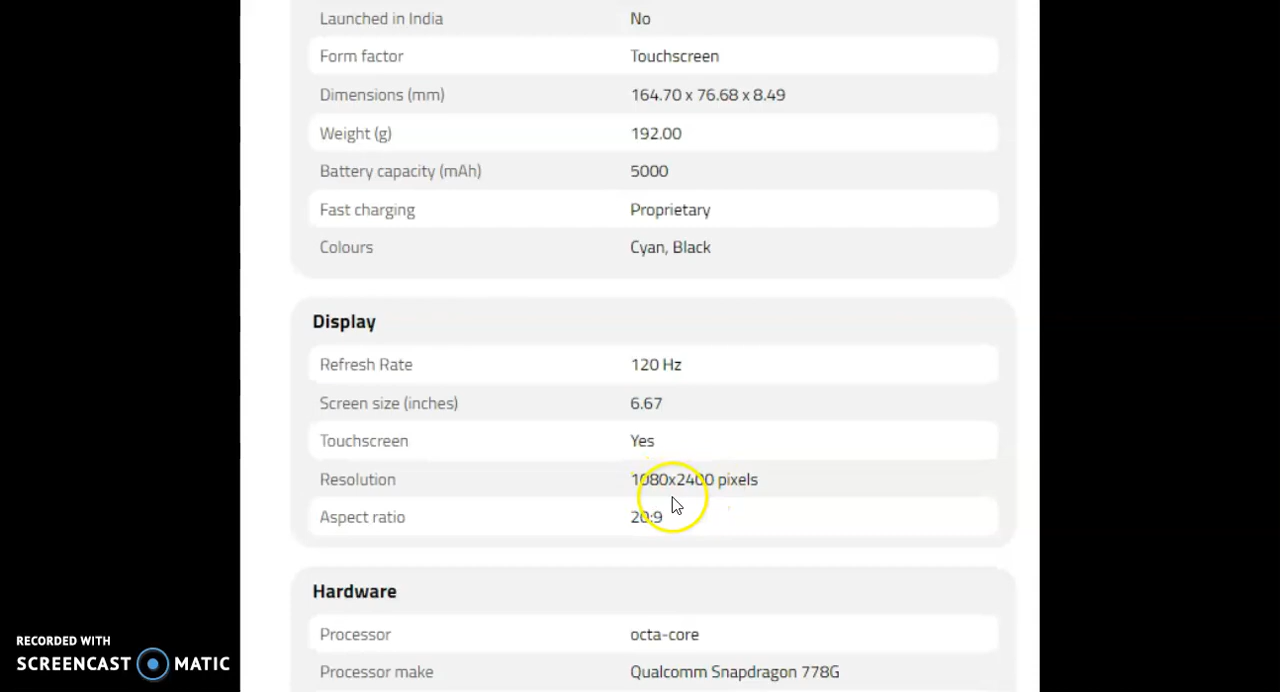 Launched in India No
Form factor Touchscreen
Dimensions (mm) 164.70 x 76.68 x 8.49
Weight (g) 192.00
Battery capacity (mAh) 5000
Fast charging Proprietary
Colours Cyan, Black
Display
Refresh Rate 120 Hz
Screen size (inches) 6.67
Touchscreen Yes
Resolution 1080x2400 pixels
Aspect ratio 20:9
Hardware
Processor octa-core
Processor make Qualcomm Snapdragon 778G
RECORDED WITH
SCREENCAST MATIC